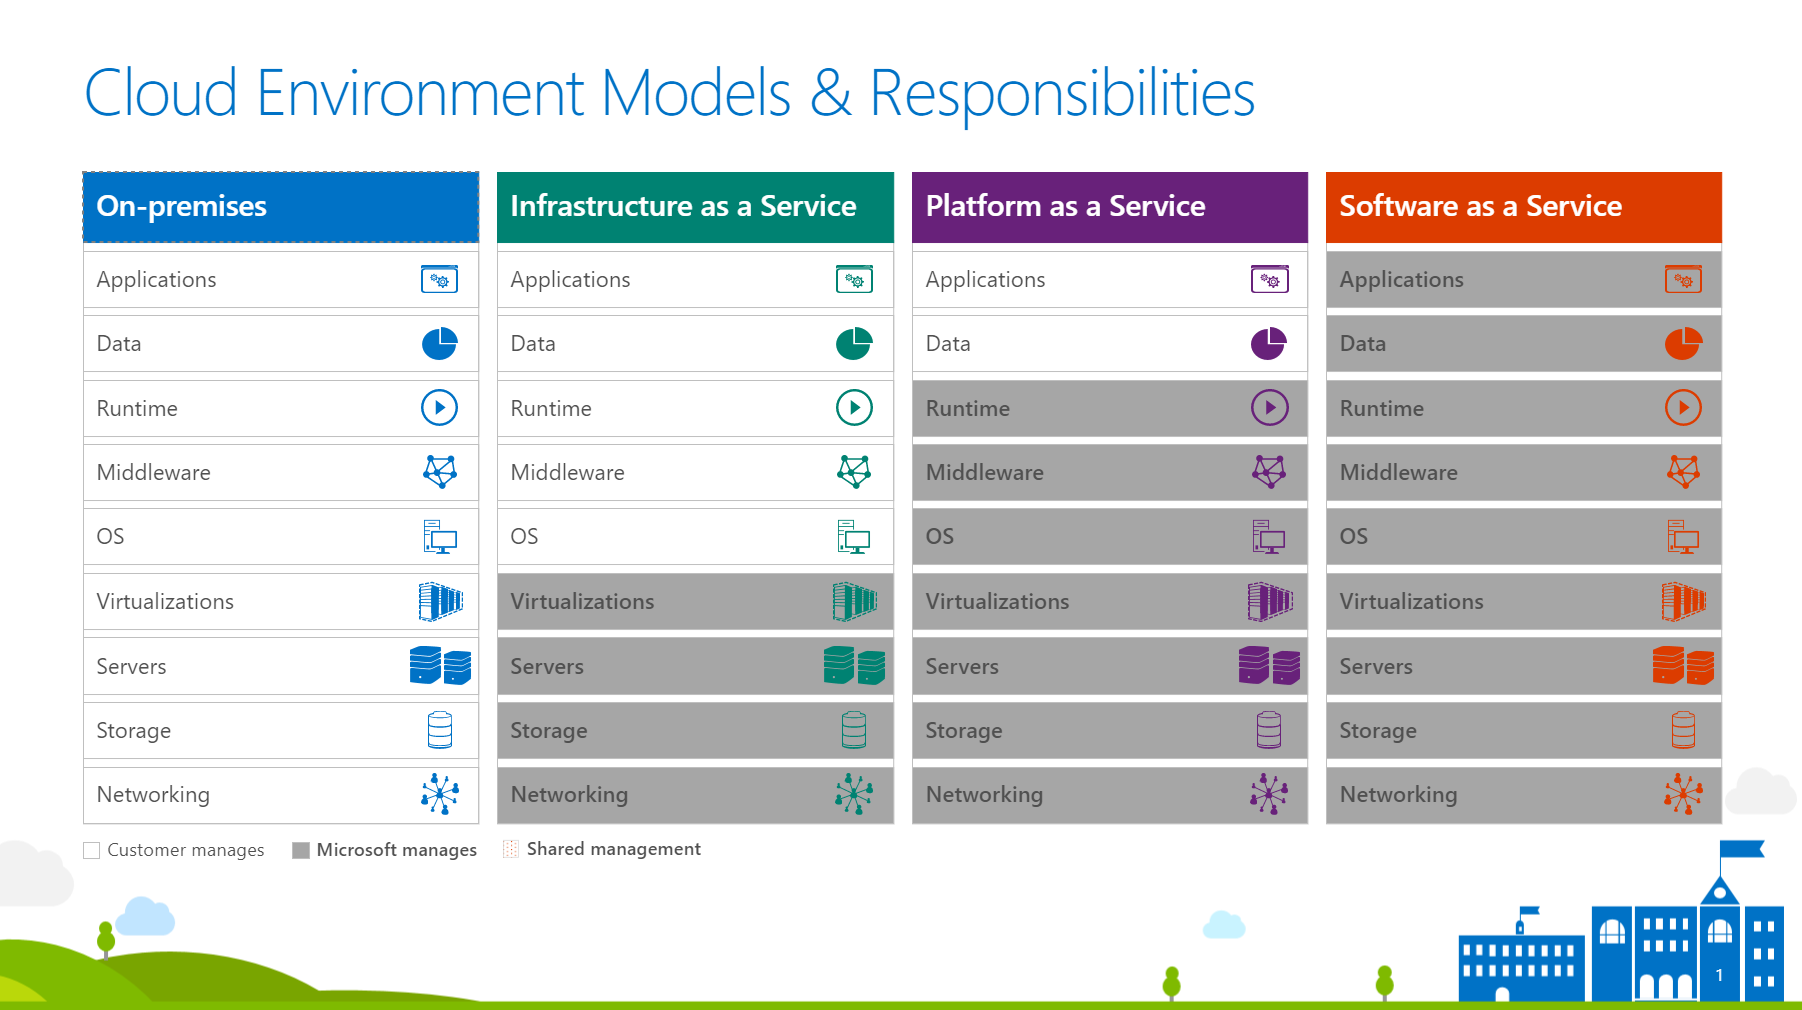 Cloud Environment Models & Responsibilities
On-premises
Applications
Data
Runtime
Middleware
OS
Virtualizations
Servers
Storage
Networking
Infrastructure as a Service
Applications
Data
Runtime
Middleware
OS
Virtualizations
Servers
Storage
Networking
Platform as a Service
Applications
Data
Runtime
Middleware
OS
Virtualizations
Servers
Storage
Networking
Software as a Service
Applications
Data
Runtime
Middleware
OS
Virtualizations
Servers
Storage
Networking
Customer manages Microsoft manages Shared management
1